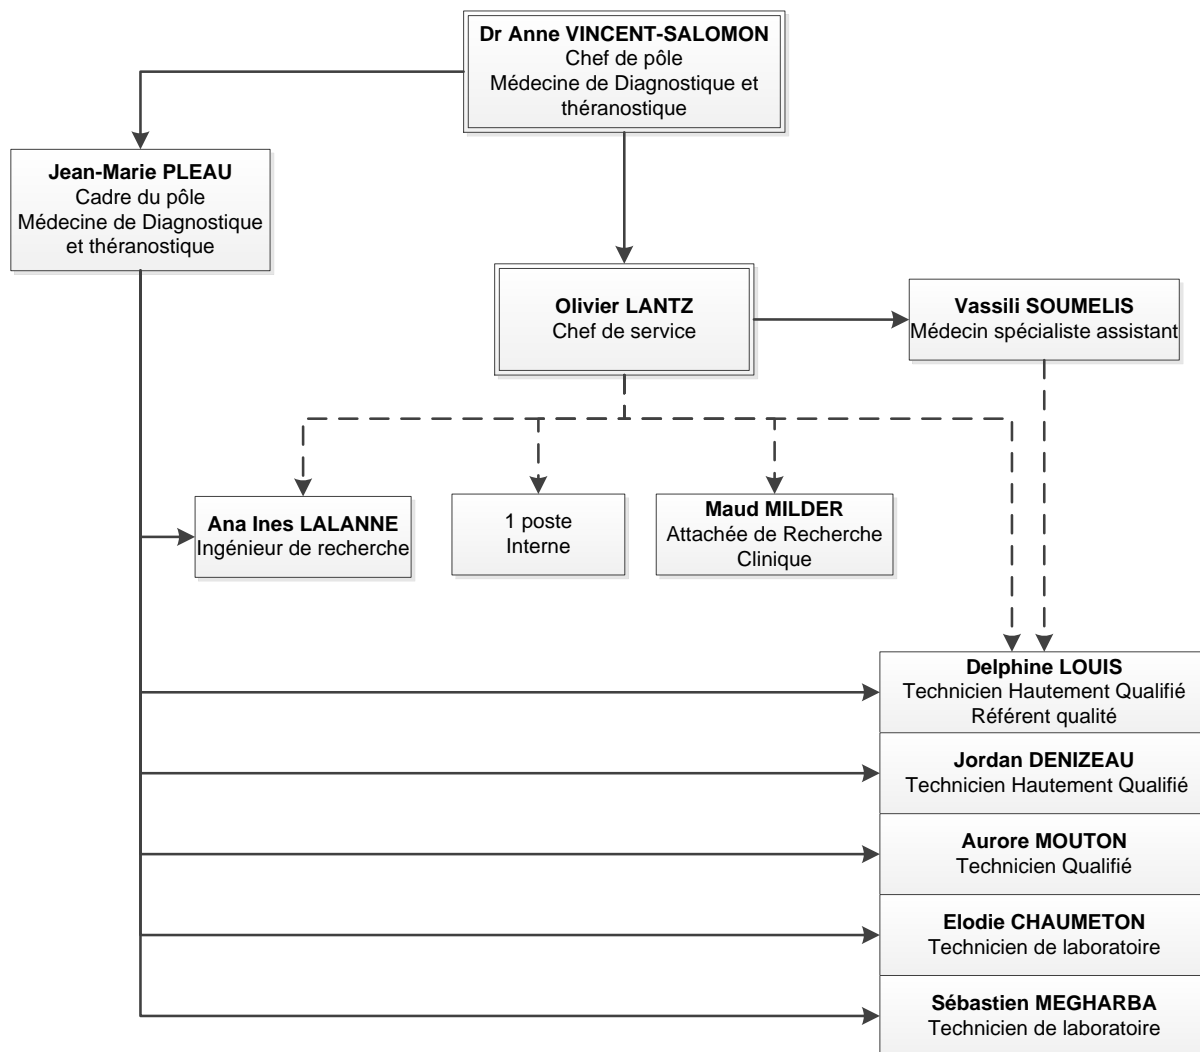 Dr Anne VINCENT-SALOMON
Chef de pôle
Médecine de Diagnostique et
théranostique
Jean-Marie PLEAU
Cadre du pôle
Médecine de Diagnostique
et théranostique
Olivier LANTZ
Chef de service
Vassili SOUMELIS
Médecin spécialiste assistant
Ana Ines LALANNE
Ingénieur de recherche
1 poste
Interne
Maud MILDER
Attachée de Recherche
Clinique
Delphine LOUIS
Technicien Hautement Qualifié
Référent qualité
Jordan DENIZEAU
Technicien Hautement Qualifié
Aurore MOUTON
Technicien Qualifié
Elodie CHAUMETON
Technicien de laboratoire
Sébastien MEGHARBA
Technicien de laboratoire